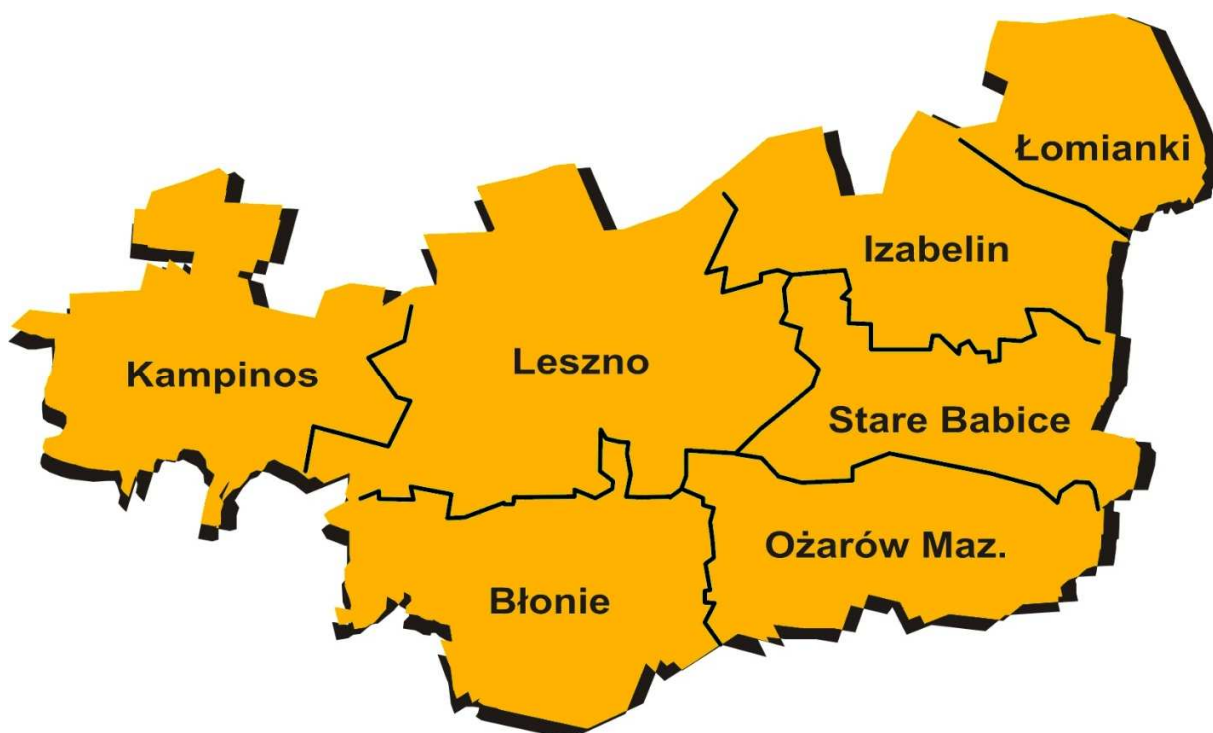 Łomianki
Izabelin
Leszno
Kampinos
Stare Babice
Ożarów Maz.
Błonie